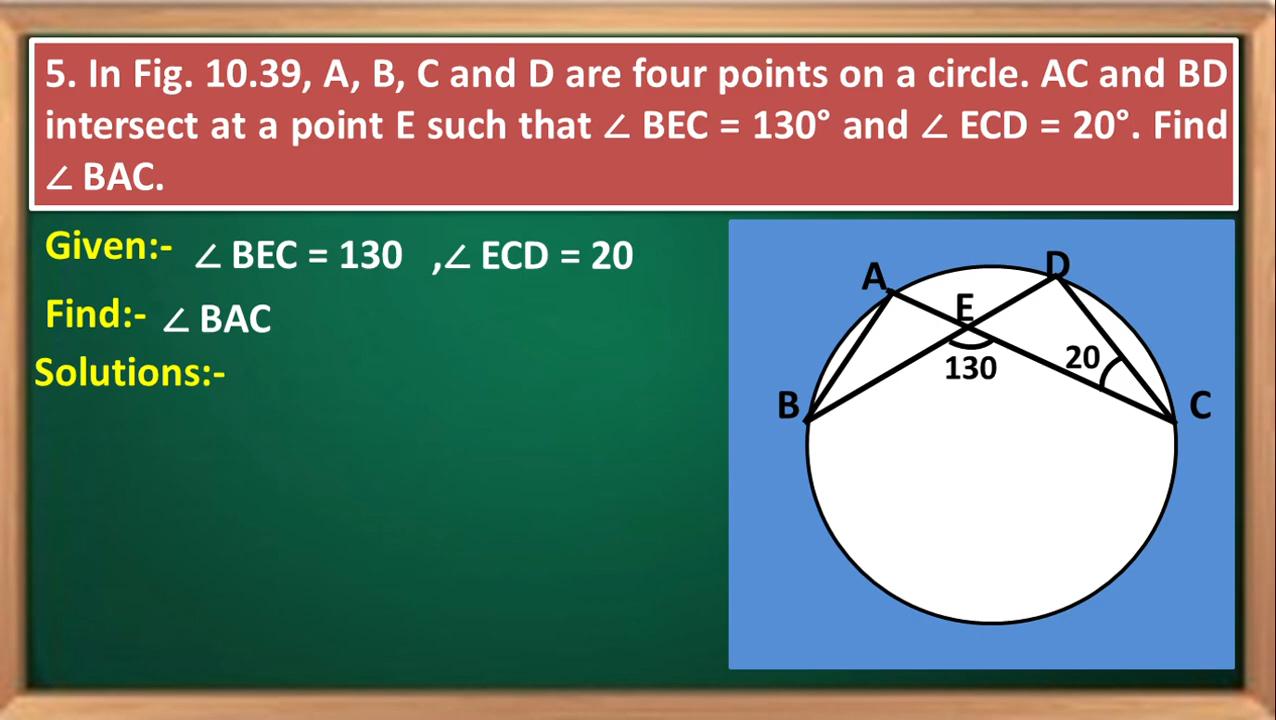 5. In Fig. 10.39, A, B, C and D are four points on a circle. AC and BD
intersect at a point E such that ∠ BEC = 130° and ∠ ECD = 20°. Find
∠ BAC.
Given:- ∠ BEC = 130 ,∠ ECD = 20
Find:- ∠ BAC
Solutions:-
A
D
E
130
20
B
C